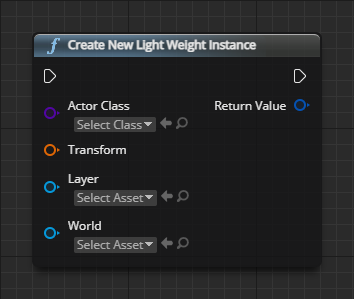 f Create New Light Weight Instance
Actor Class Return Value
Select Class
Transform
Layer
Select Asset
World
Select Asset